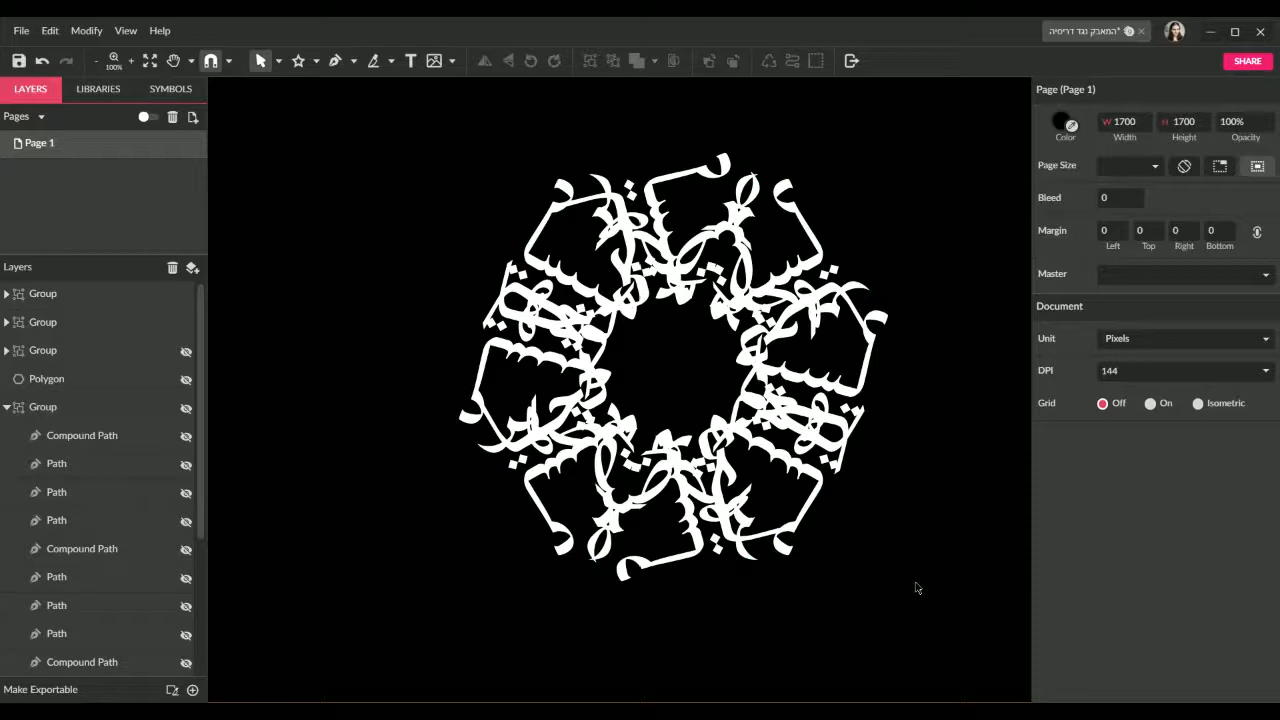 File Edit Modify View Help
*המאבק נגד דריפיה
100%
SHARE
LAYERS LIBRARIES SYMBOLS
Pages
Page 1
Layers
Group
Group
Group
Polygon
Group
Compound Path
Path
Path
Path
Compound Path
Path
Path
Path
Compound Path
Make Exportable
Page (Page 1)
W 1700 H 1700 100%
Color Width Height Opacity
Page Size
Bleed 0
Margin 0 0 0 0
Left Top Right Bottom
Master
Document
Unit Pixels
DPI 144
Grid Off On Isometric